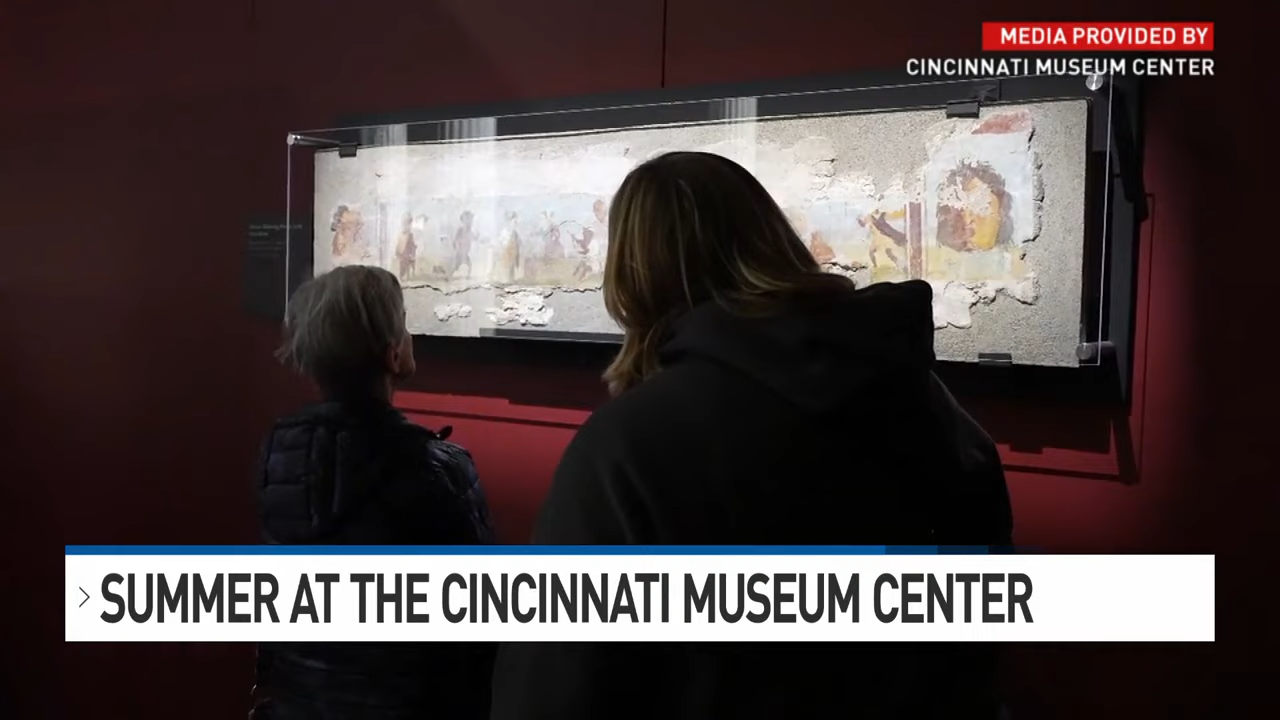 MEDIA PROVIDED BY
CINCINNATI MUSEUM CENTER
SUMMER AT THE CINCINNATI MUSEUM CENTER